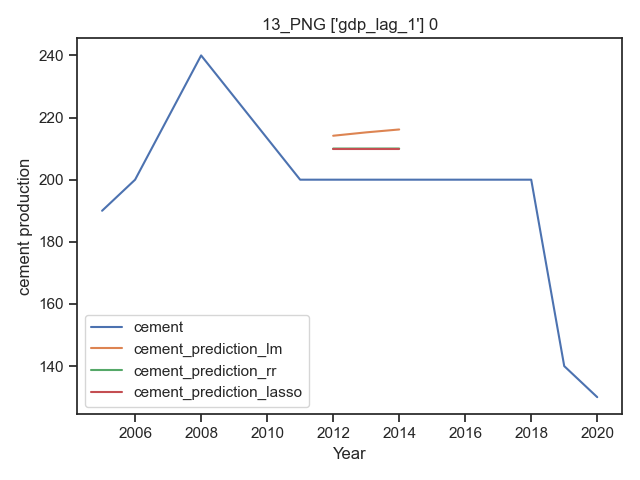 13_PNG ['gdp_lag_1'] 0
cement production
240
220
200
180
160
140
cement
cement_prediction_lm
cement_prediction_rr
cement_prediction_lasso
2006 2008 2010 2012 2014 2016 2018 2020
Year